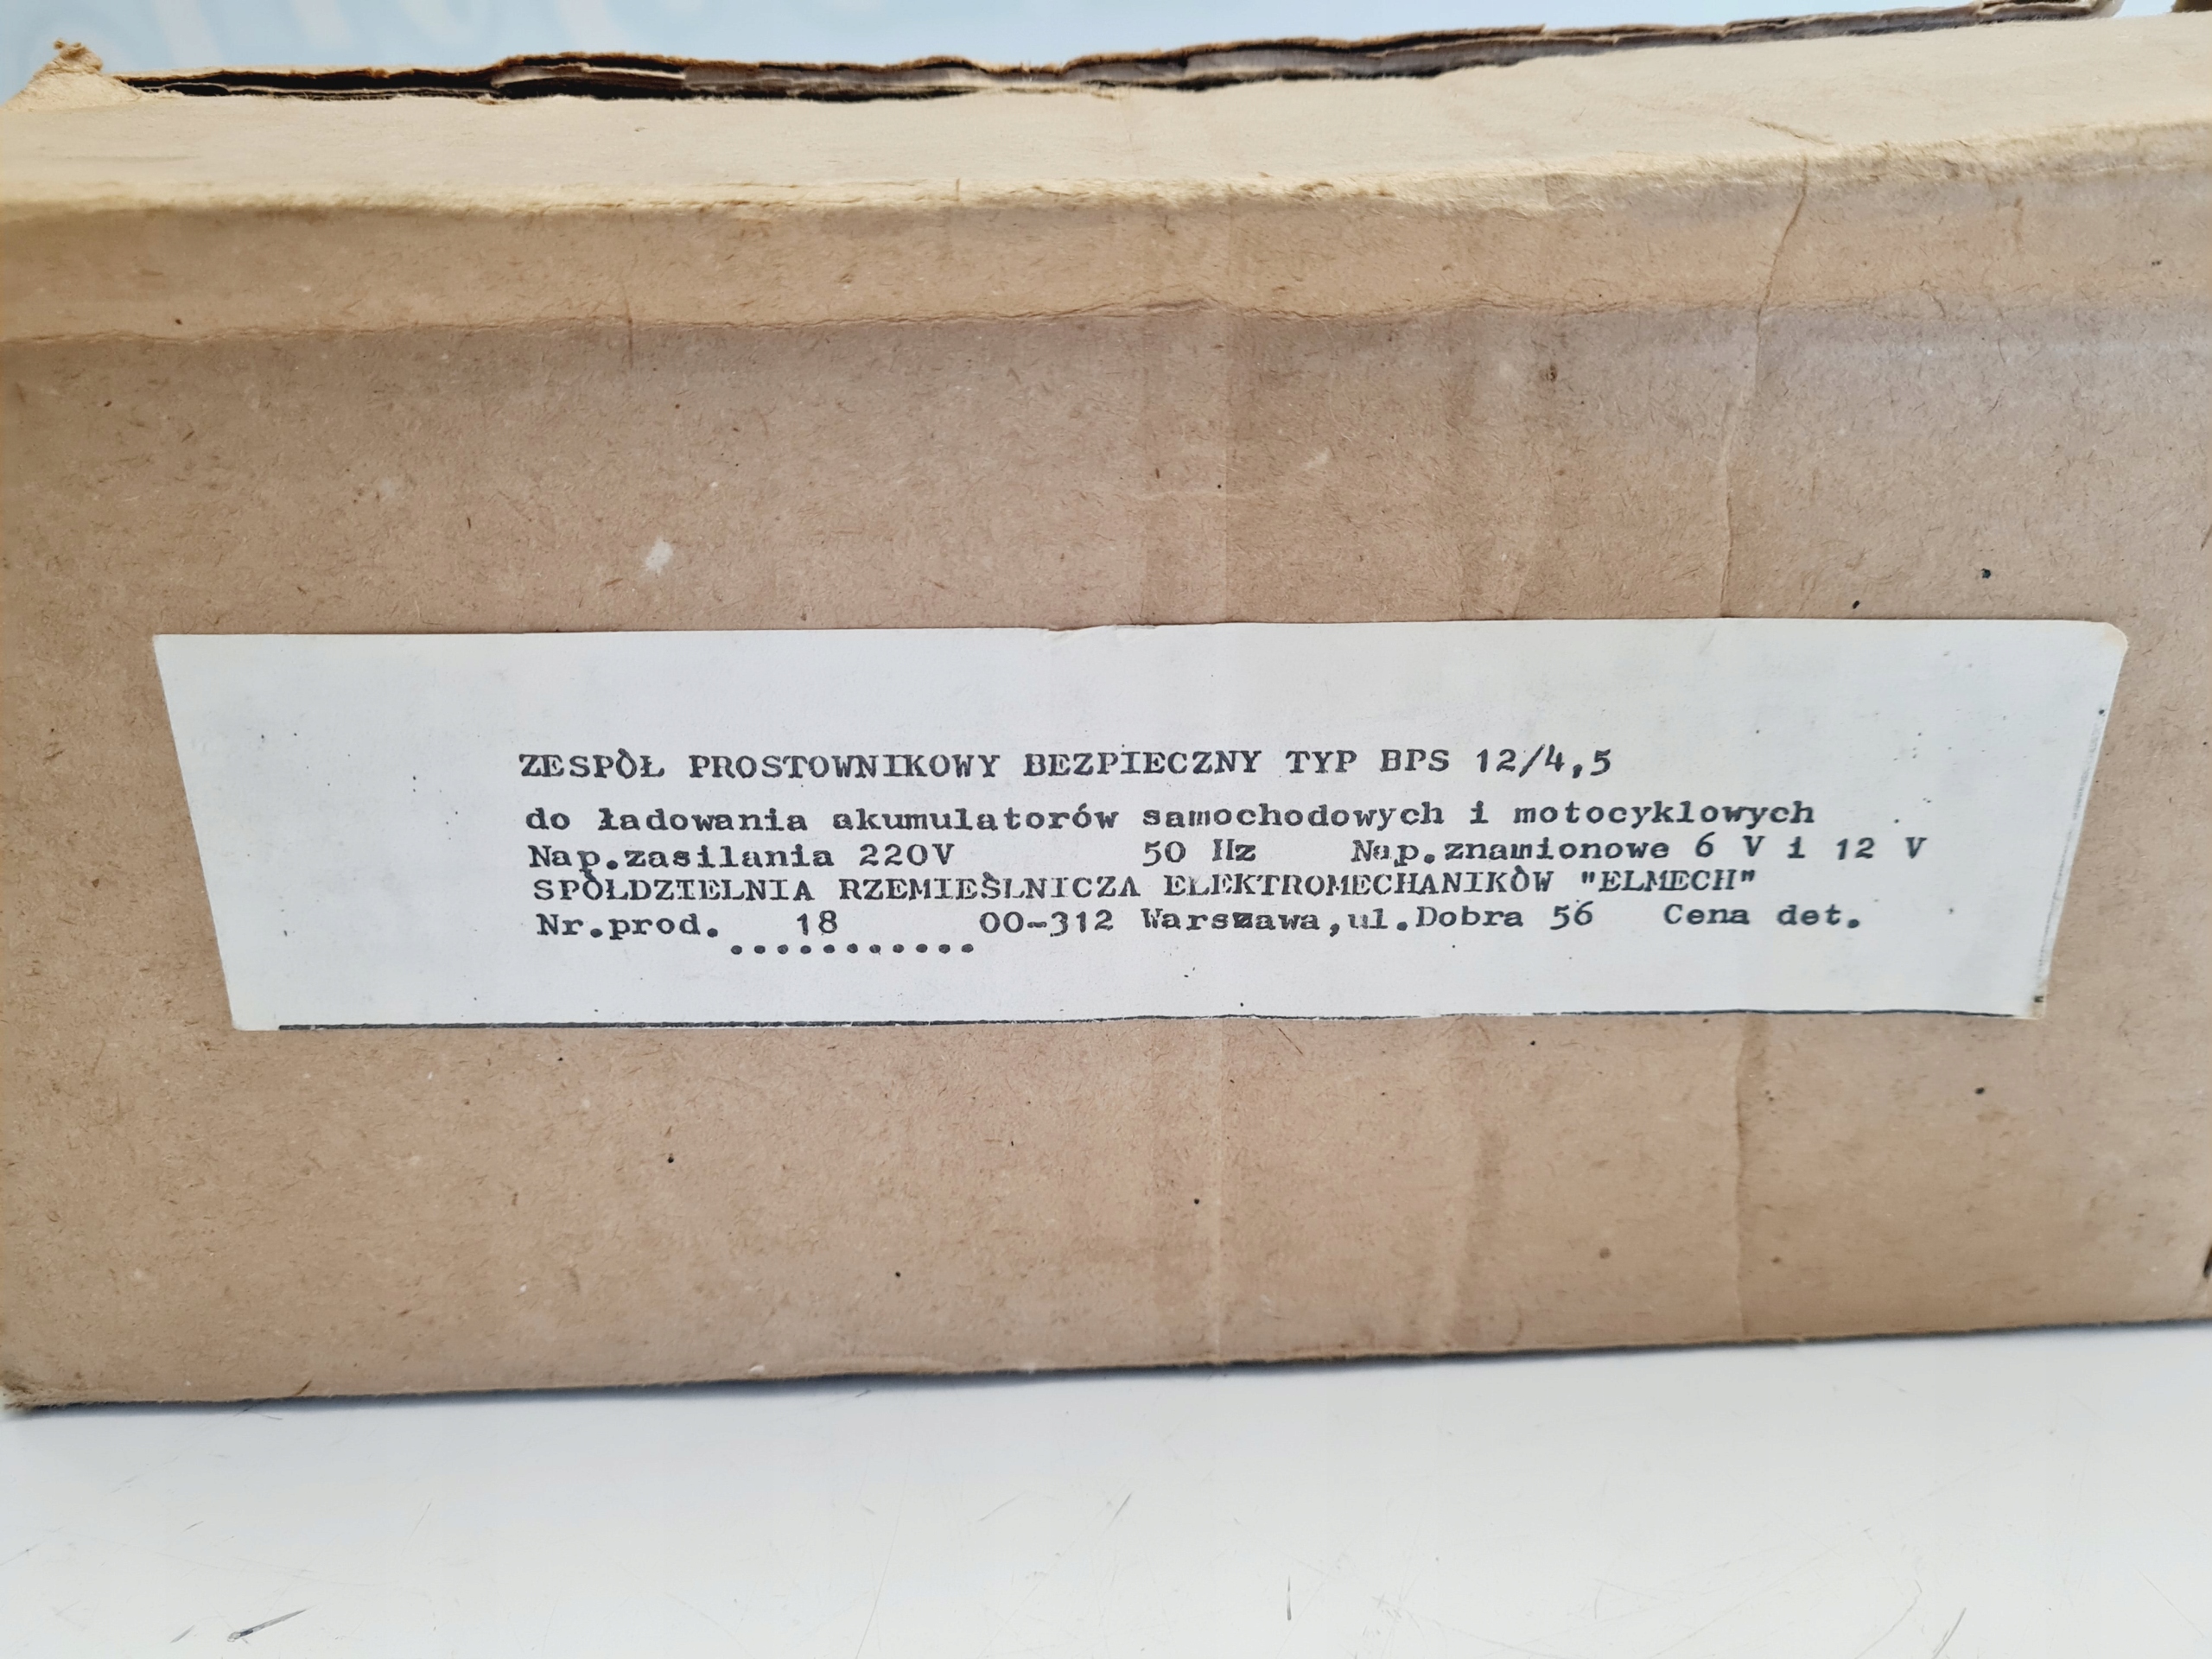 ZESPÓŁ PROSTOWNIKOWY BEZPIECZNY TYP BPS 12/4,5
do ładowania akumulatorów samochodowych i motocyklowych
Nap.zasilania 220V 50 Hz Nap.znamionowe 6 V i 12 V
SPÓŁDZIELNIA RZEMIEŚLNICZA ELEKTROMECHANIKÓW "ELMECH"
Nr.prod. 18 00-312 Warszawa,ul.Dobra 56 Cena det.
...........